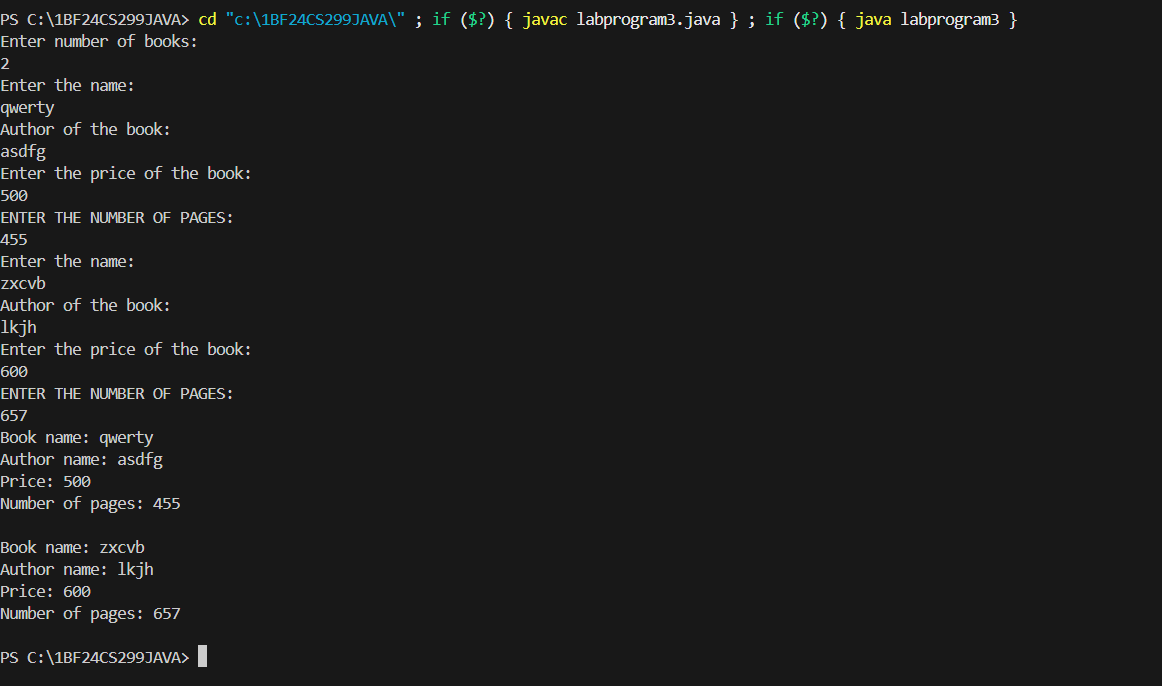 PS C:\1BF24CS299JAVA> cd "c:\1BF24CS299JAVA\" ; if ($?) { javac labprogram3.java } ; if ($?) { java labprogram3 }
Enter number of books:
2
Enter the name:
qwerty
Author of the book:
asdfg
Enter the price of the book:
500
ENTER THE NUMBER OF PAGES:
455
Enter the name:
zxcvb
Author of the book:
lkjh
Enter the price of the book:
600
ENTER THE NUMBER OF PAGES:
657
Book name: qwerty
Author name: asdfg
Price: 500
Number of pages: 455

Book name: zxcvb
Author name: lkjh
Price: 600
Number of pages: 657

PS C:\1BF24CS299JAVA>